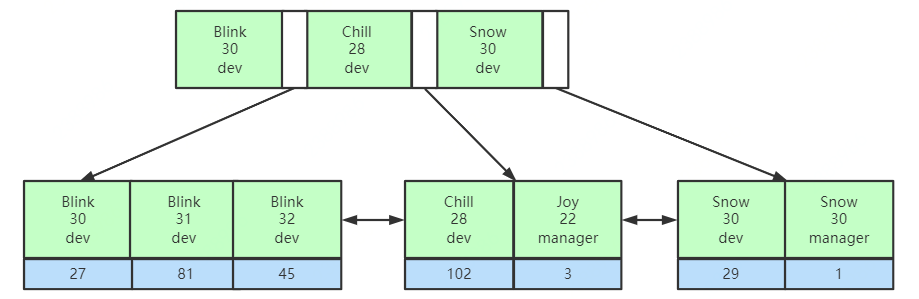 Blink
30
dev
Chill
28
dev
Snow
30
dev
Blink
30
dev
Blink
31
dev
Blink
32
dev
Chill
28
dev
Joy
22
manager
Snow
30
dev
Snow
30
manager
27
81
45
102
3
29
1